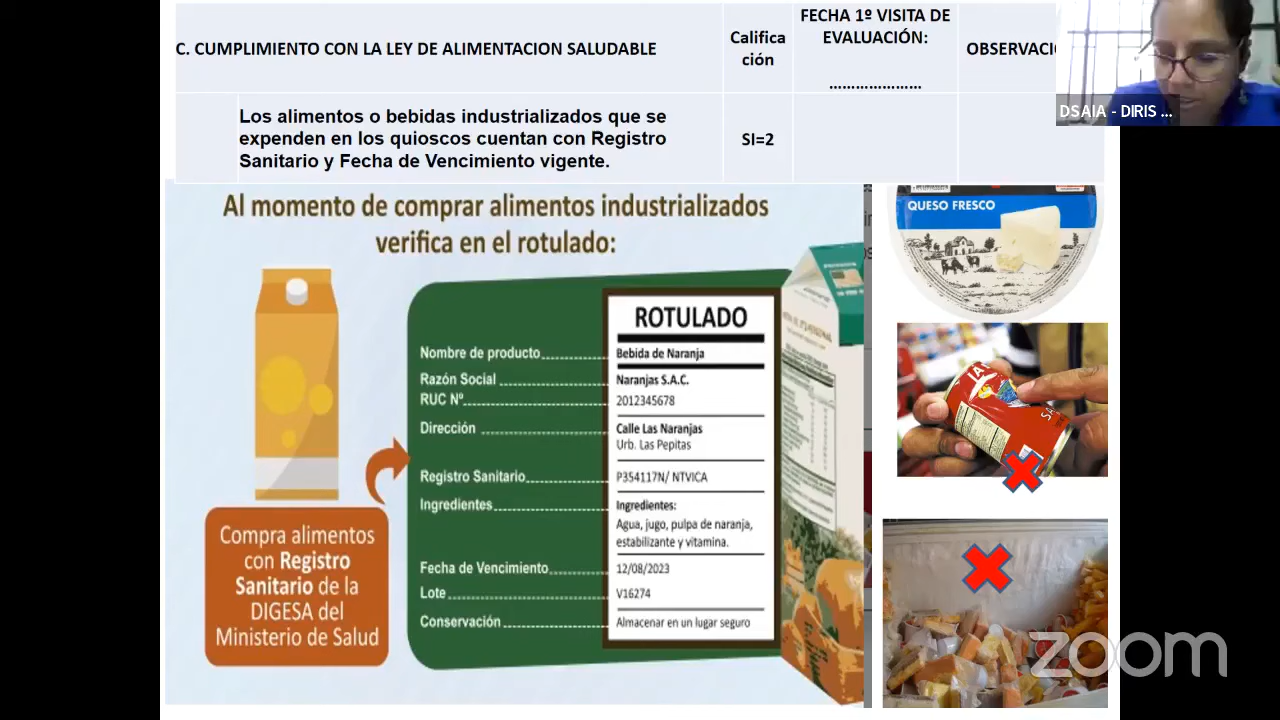 C. CUMPLIMIENTO CON LA LEY DE ALIMENTACION SALUDABLE
Califica
ción
FECHA 1º VISITA DE
EVALUACIÓN:
.....................
OBSERVACI
DSAIA - DIRIS ...
Los alimentos o bebidas industrializados que se
expenden en los quioscos cuentan con Registro
Sanitario y Fecha de Vencimiento vigente.
SI=2
Al momento de comprar alimentos industrializados
verifica en el rotulado:
Compra alimentos
con Registro
Sanitario de la
DIGESA del
Ministerio de Salud
ROTULADO
Nombre de producto Bebida de Naranja
Razón Social Naranjas S.A.C.
RUC Nº 2012345678
Dirección Calle Las Naranjas
Urb. Las Pepitas
Registro Sanitario P354117N/ NTVICA
Ingredientes Ingredientes:
Agua, jugo, pulpa de naranja,
estabilizante y vitamina.
Fecha de Vencimiento 12/08/2023
Lote V16274
Conservación Almacenar en un lugar seguro
QUESO FRESCO
zoom